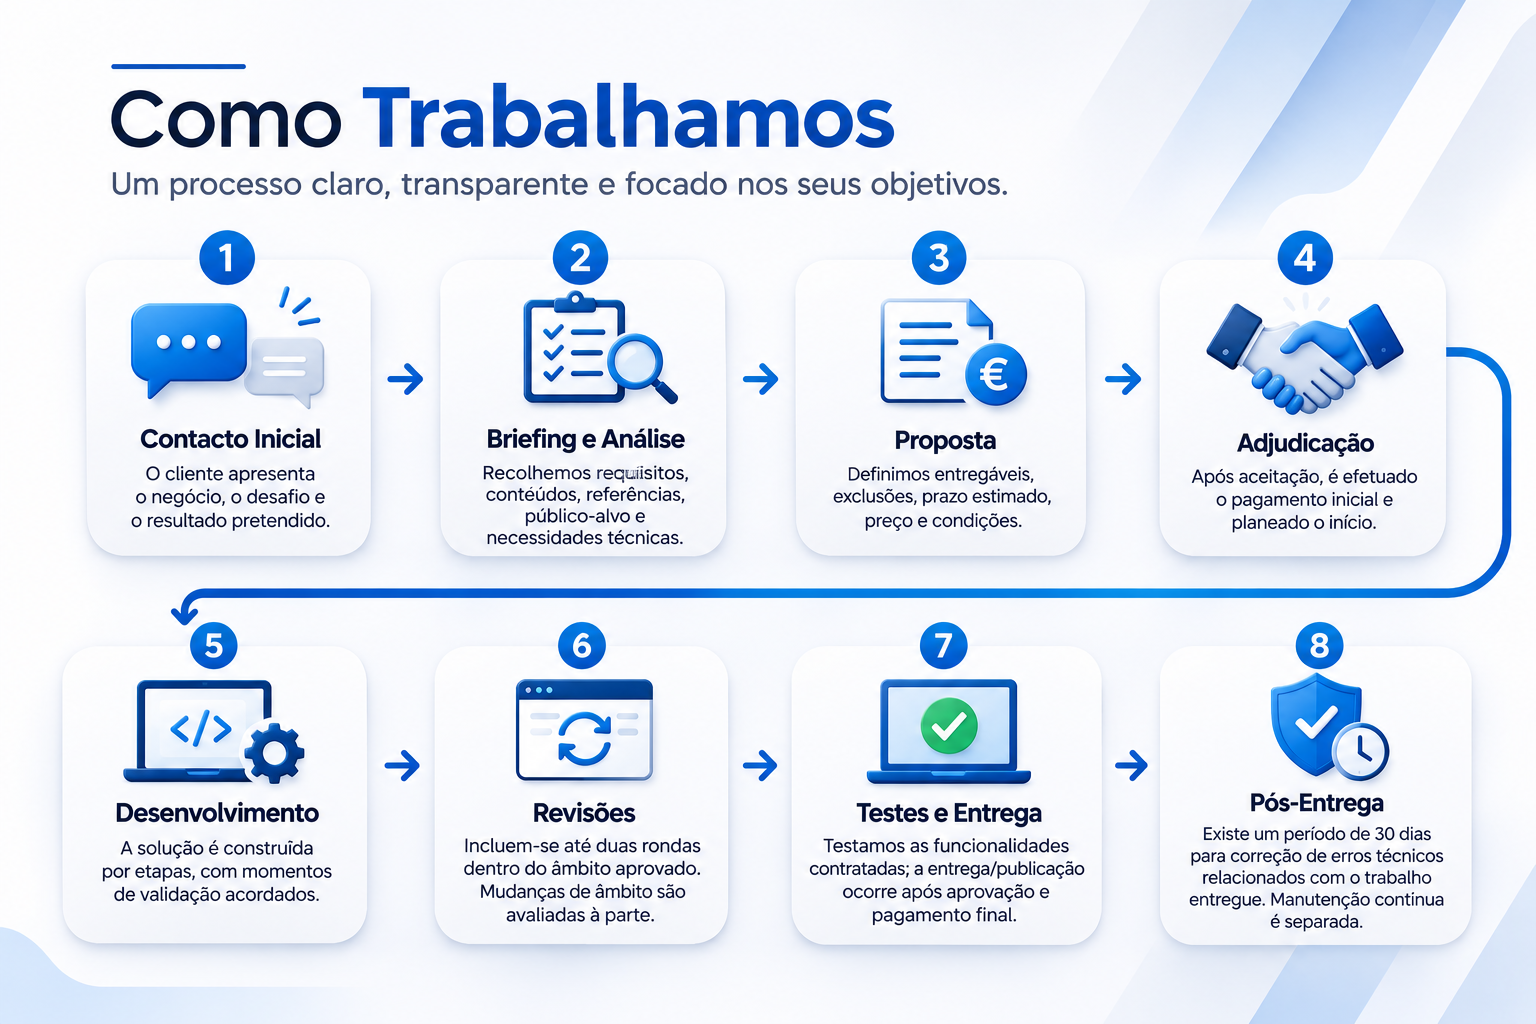 Como Trabalhamos
Um processo claro, transparente e focado nos seus objetivos.
1
Contacto Inicial
O cliente apresenta
o negócio, o desafio e
o resultado pretendido.
2
Briefing e Análise
Recolhemos requisitos,
conteúdos, referências,
público-alvo e
necessidades técnicas.
3
€
Proposta
Definimos entregáveis,
exclusões, prazo estimado,
preço e condições.
4
Adjudicação
Após aceitação, é efetuado
o pagamento inicial e
planeado o início.
5
</>
Desenvolvimento
A solução é construída
por etapas, com momentos
de validação acordados.
6
Revisões
Incluem-se até duas rondas
dentro do âmbito aprovado.
Mudanças de âmbito são
avaliadas à parte.
7
Testes e Entrega
Testamos as funcionalidades
contratadas; a entrega/publicação
ocorre após aprovação e
pagamento final.
8
Pós-Entrega
Existe um período de 30 dias
para correção de erros técnicos
relacionados com o trabalho
entregue. Manutenção contínua
é separada.